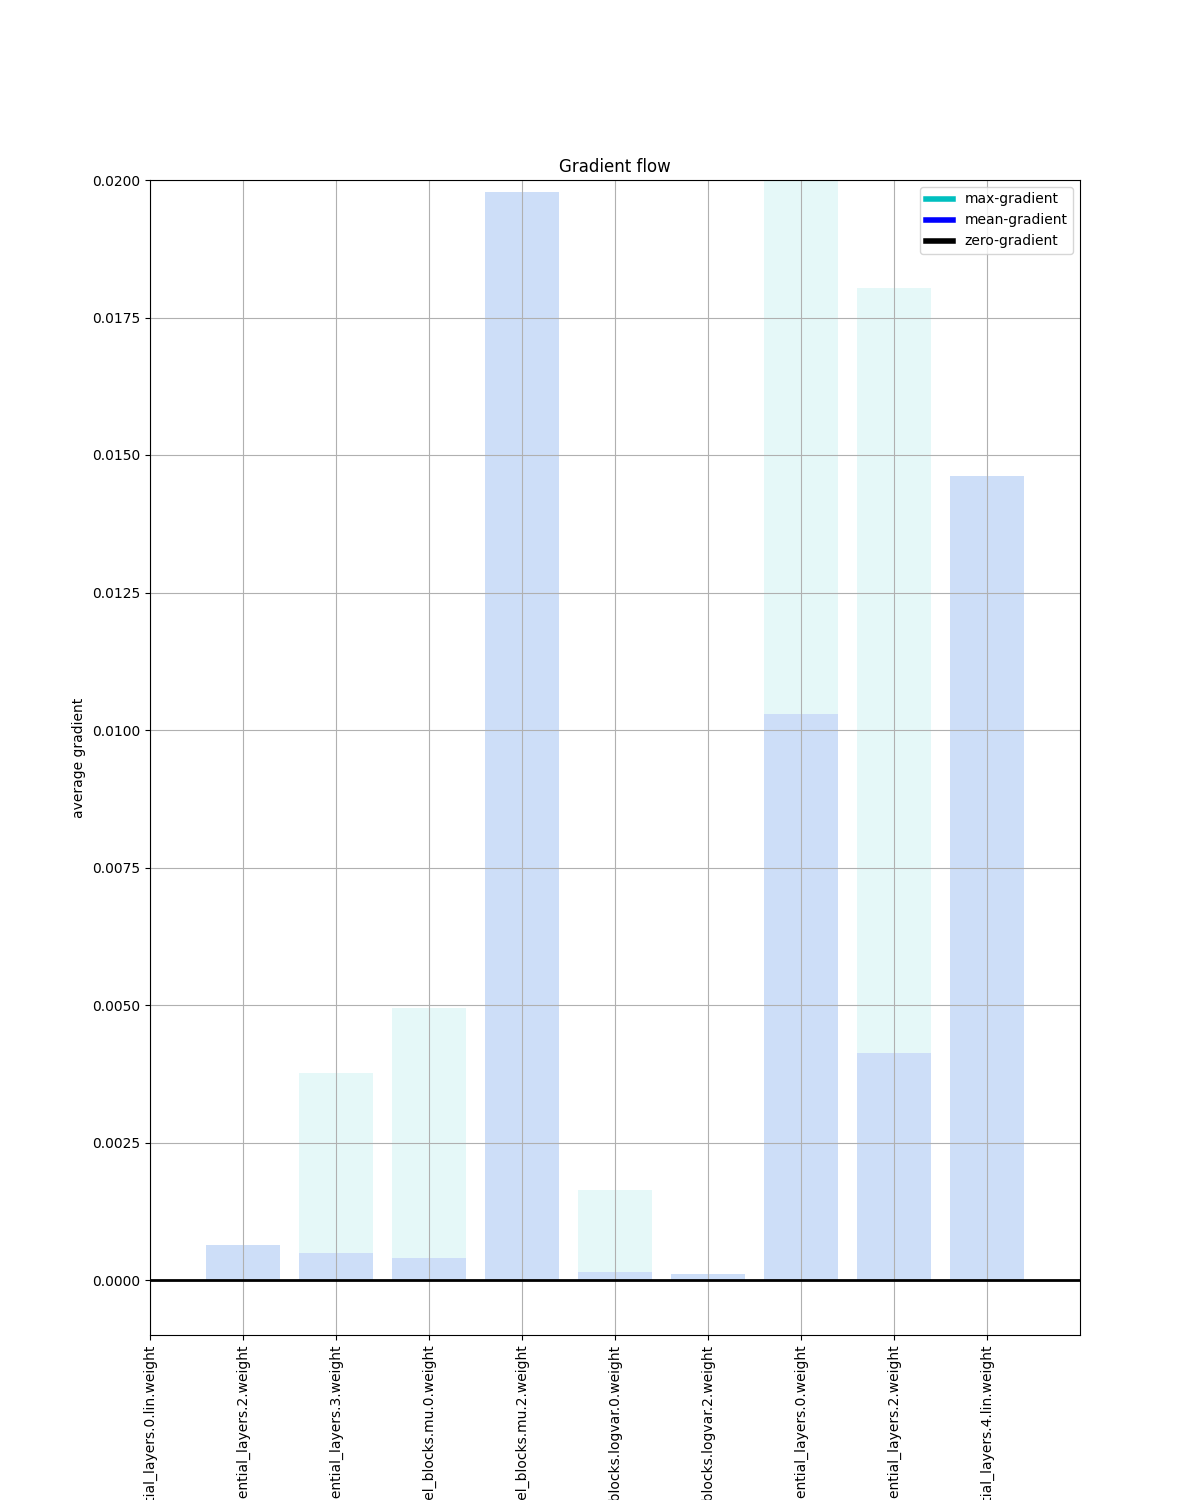 Gradient flow
max-gradient
mean-gradient
zero-gradient
0.0200
0.0175
0.0150
0.0125
0.0100
0.0075
0.0050
0.0025
0.0000
average gradient
tial_layers.0.lin.weight
ential_layers.2.weight
ential_layers.3.weight
el_blocks.mu.0.weight
el_blocks.mu.2.weight
blocks.logvar.0.weight
blocks.logvar.2.weight
ential_layers.0.weight
ential_layers.2.weight
tial_layers.4.lin.weight